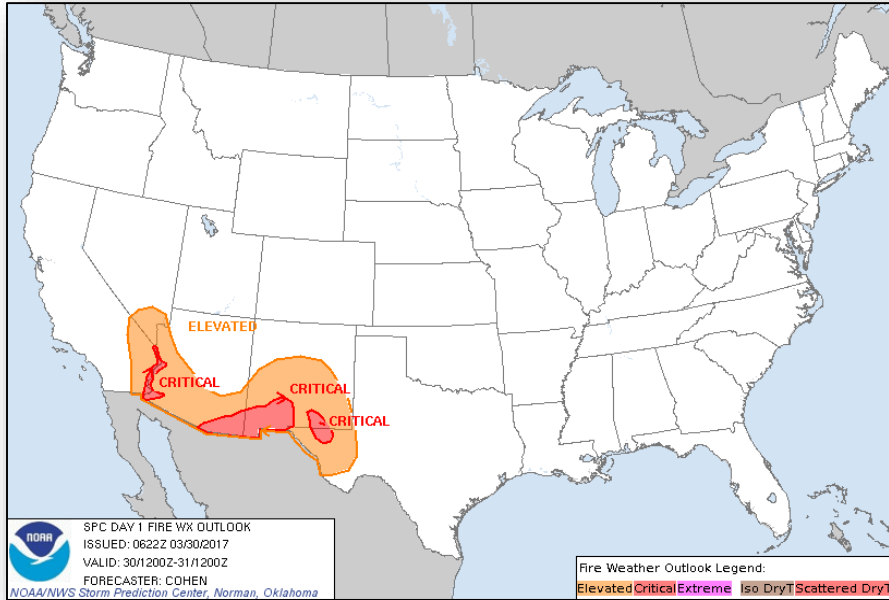 ELEVATED
CRITICAL
CRITICAL
CRITICAL
NOAA
SPC DAY 1 FIRE WX OUTLOOK
ISSUED: 0622Z 03/30/2017
VALID: 30/1200Z-31/1200Z
FORECASTER: COHEN
NOAA/NWS Storm Prediction Center, Norman, Oklahoma
Fire Weather Outlook Legend:
Elevated Critical Extreme Iso DryT Scattered DryT